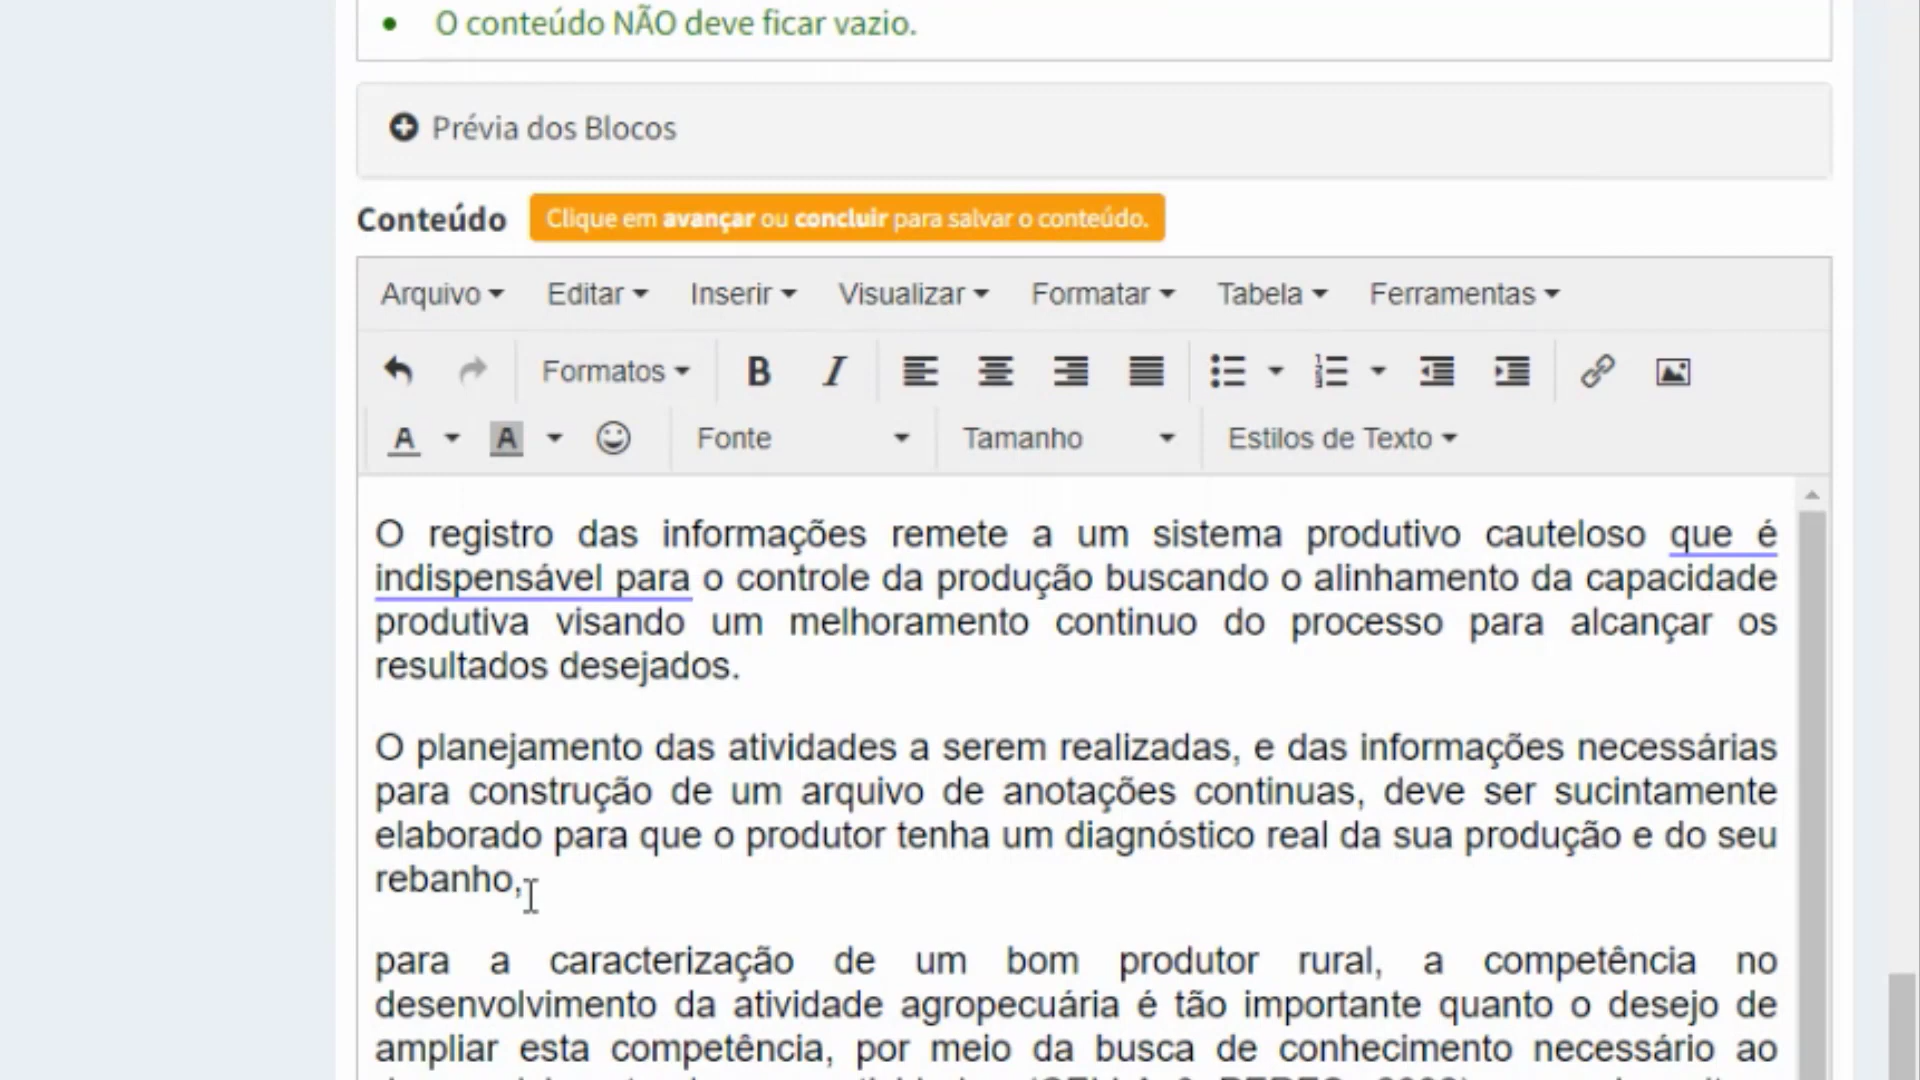 O conteúdo NÃO deve ficar vazio.
Prévia dos Blocos
Conteúdo Clique em avançar ou concluir para salvar o conteúdo.
Arquivo Editar Inserir Visualizar Formatar Tabela Ferramentas
Formatos B I
A A Fonte Tamanho Estilos de Texto
O registro das informações remete a um sistema produtivo cauteloso que é
indispensável para o controle da produção buscando o alinhamento da capacidade
produtiva visando um melhoramento continuo do processo para alcançar os
resultados desejados.
O planejamento das atividades a serem realizadas, e das informações necessárias
para construção de um arquivo de anotações continuas, deve ser sucintamente
elaborado para que o produtor tenha um diagnóstico real da sua produção e do seu
rebanho,
para a caracterização de um bom produtor rural, a competência no
desenvolvimento da atividade agropecuária é tão importante quanto o desejo de
ampliar esta competência, por meio da busca de conhecimento necessário ao